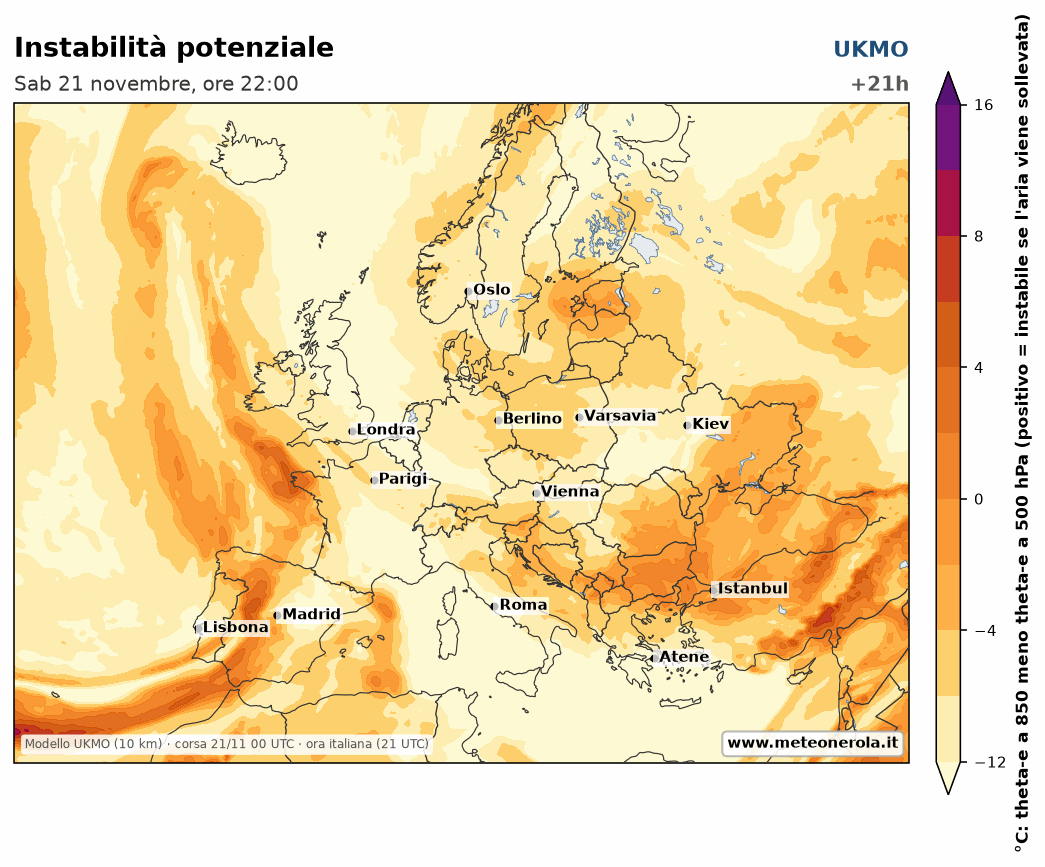 Instabilità potenziale
UKMO
Sab 21 novembre, ore 22:00
+21h
Oslo
Berlino
Varsavia
Kiev
Londra
Parigi
Vienna
Istanbul
Roma
Madrid
Lisbona
Atene
Modello UKMO (10 km) · corsa 21/11 00 UTC · ora italiana (21 UTC)
www.meteonerola.it
16
8
4
0
−4
−12
°C: theta-e a 850 meno theta-e a 500 hPa (positivo = instabile se l'aria viene sollevata)